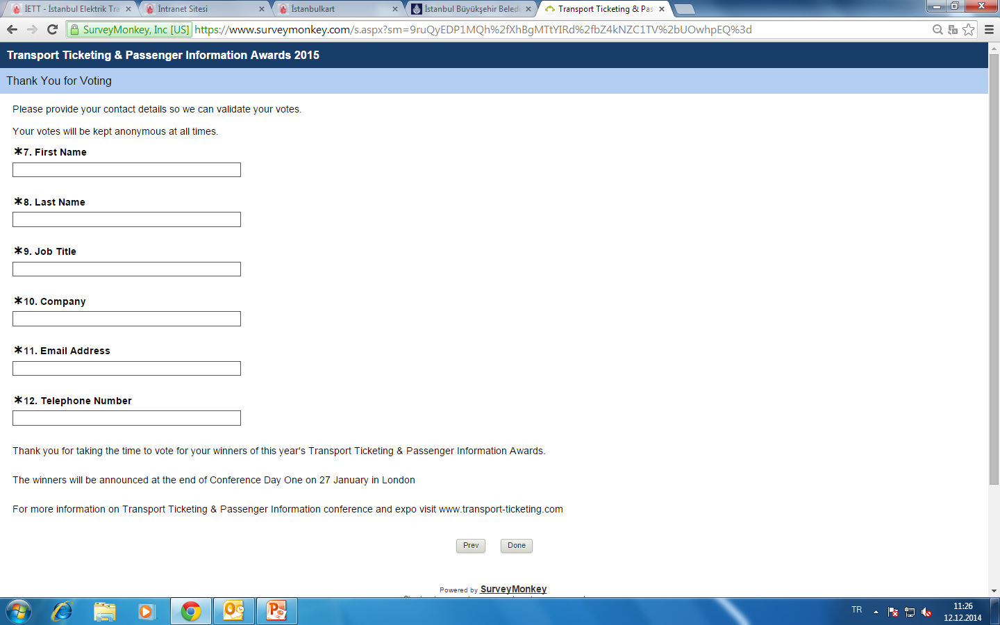 İETT - İstanbul Elektrik Tra
İntranet Sitesi
İstanbulkart
İstanbul Büyükşehir Beledi
Transport Ticketing & Pas
SurveyMonkey, Inc [US]
https://www.surveymonkey.com/s.aspx?sm=9ruQyEDP1MQh%2fXhBgMTtYIRd%2fbZ4kNZC1TV%2bUOwhpEQ%3d
Transport Ticketing & Passenger Information Awards 2015
Thank You for Voting
Please provide your contact details so we can validate your votes.
Your votes will be kept anonymous at all times.
*7. First Name
*8. Last Name
*9. Job Title
*10. Company
*11. Email Address
*12. Telephone Number
Thank you for taking the time to vote for your winners of this year's Transport Ticketing & Passenger Information Awards.
The winners will be announced at the end of Conference Day One on 27 January in London
For more information on Transport Ticketing & Passenger Information conference and expo visit www.transport-ticketing.com
Prev
Done
Powered by SurveyMonkey
TR
11:26
12.12.2014